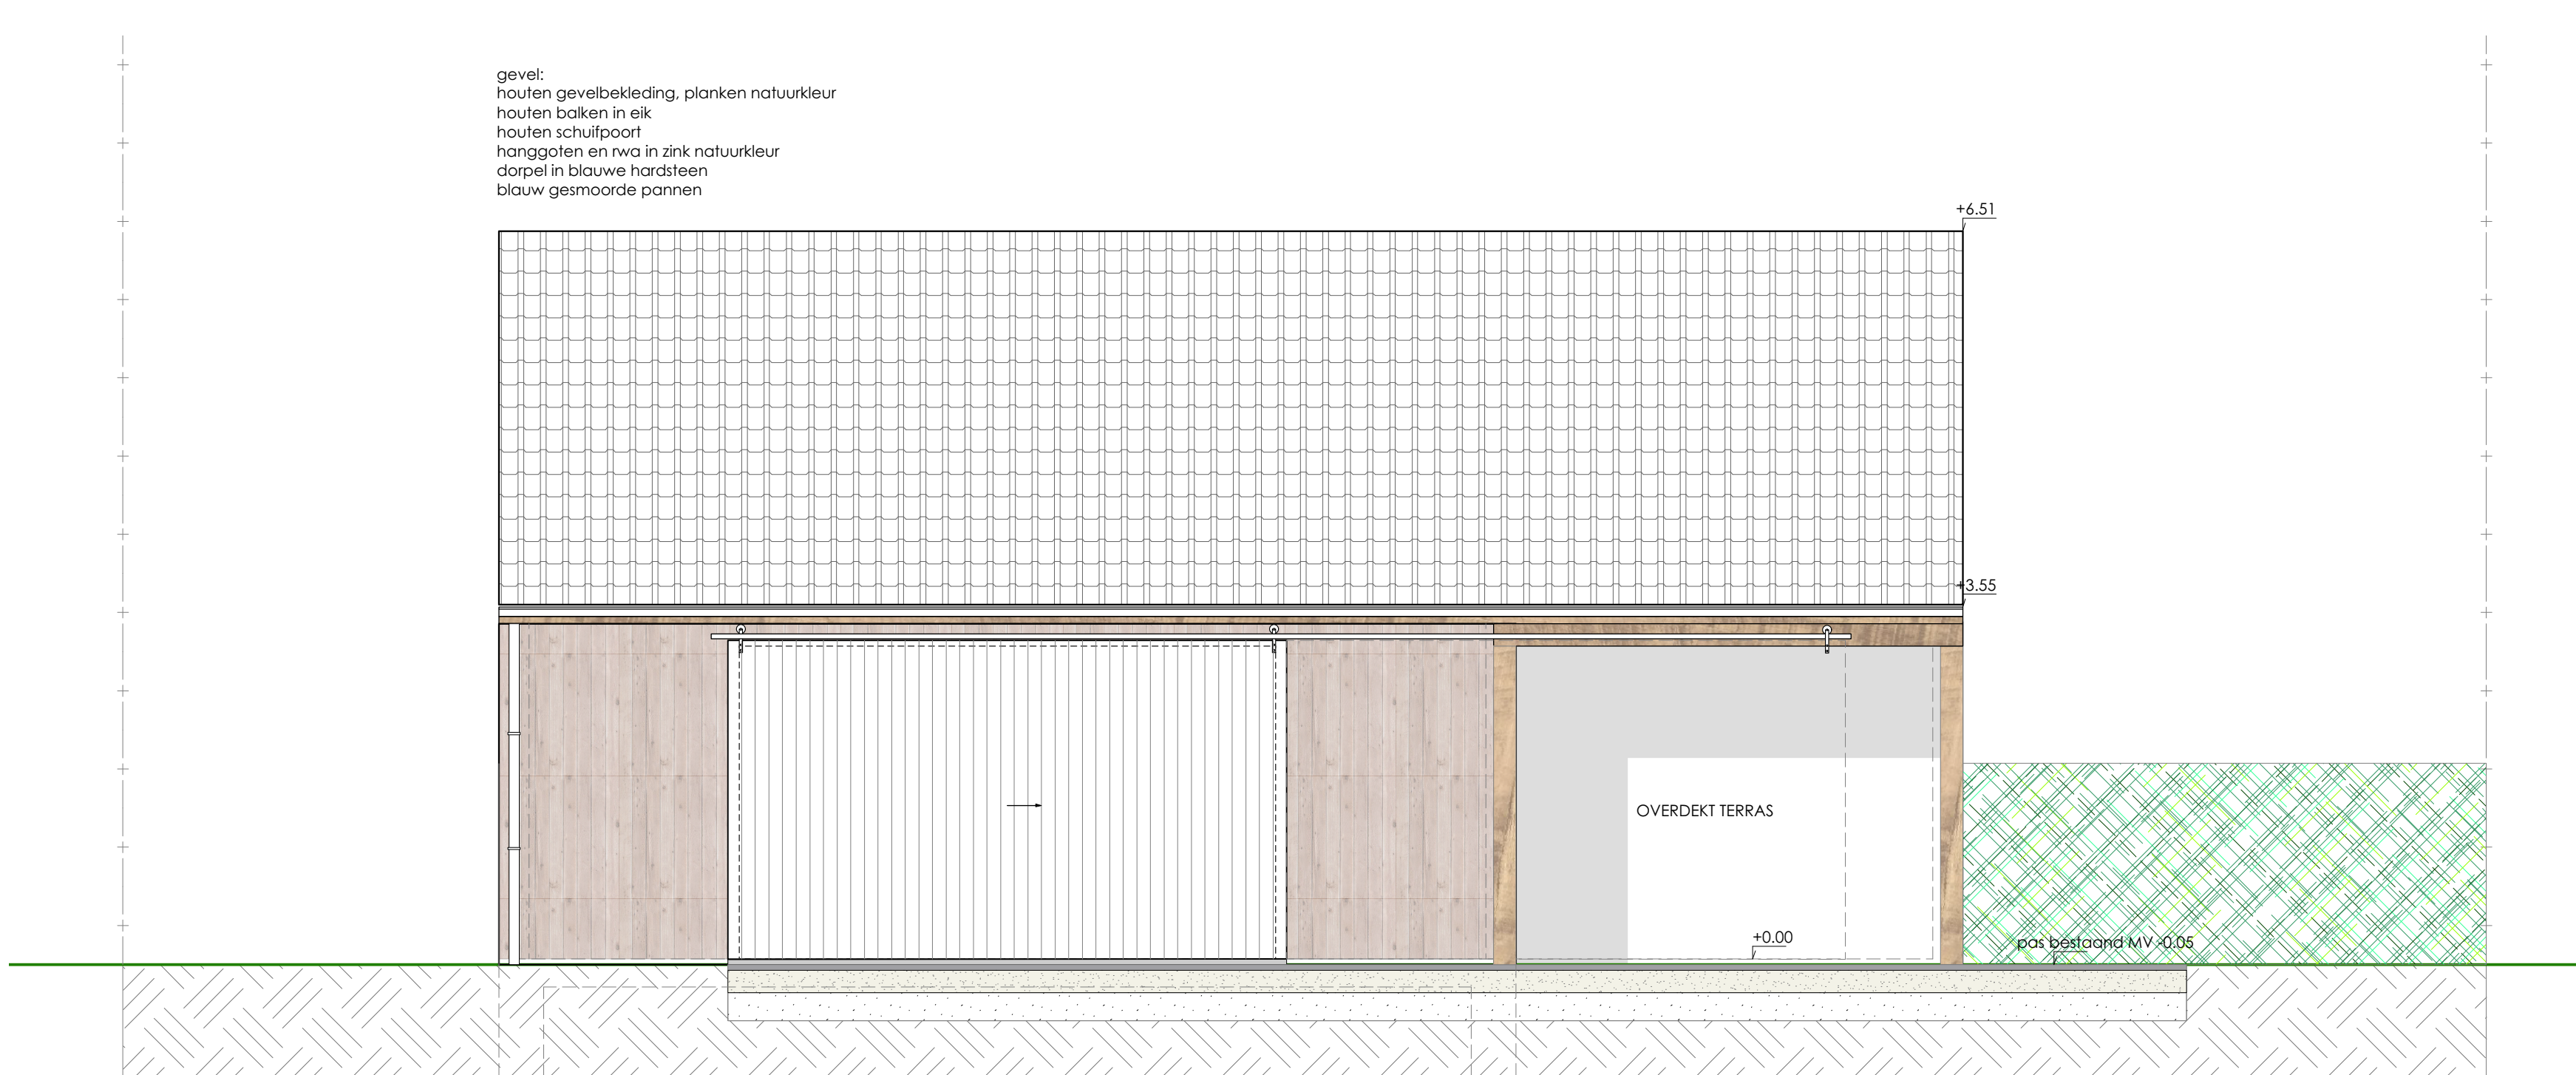 gevel:
houten gevelbekleding, planken natuurkleur
houten balken in eik
houten schuifpoort
hanggoten en rwa in zink natuurkleur
dorpel in blauwe hardsteen
blauw gesmoorde pannen
+6.51
+3.55
OVERDEKT TERRAS
+0.00
pas bestaand MV -0.05